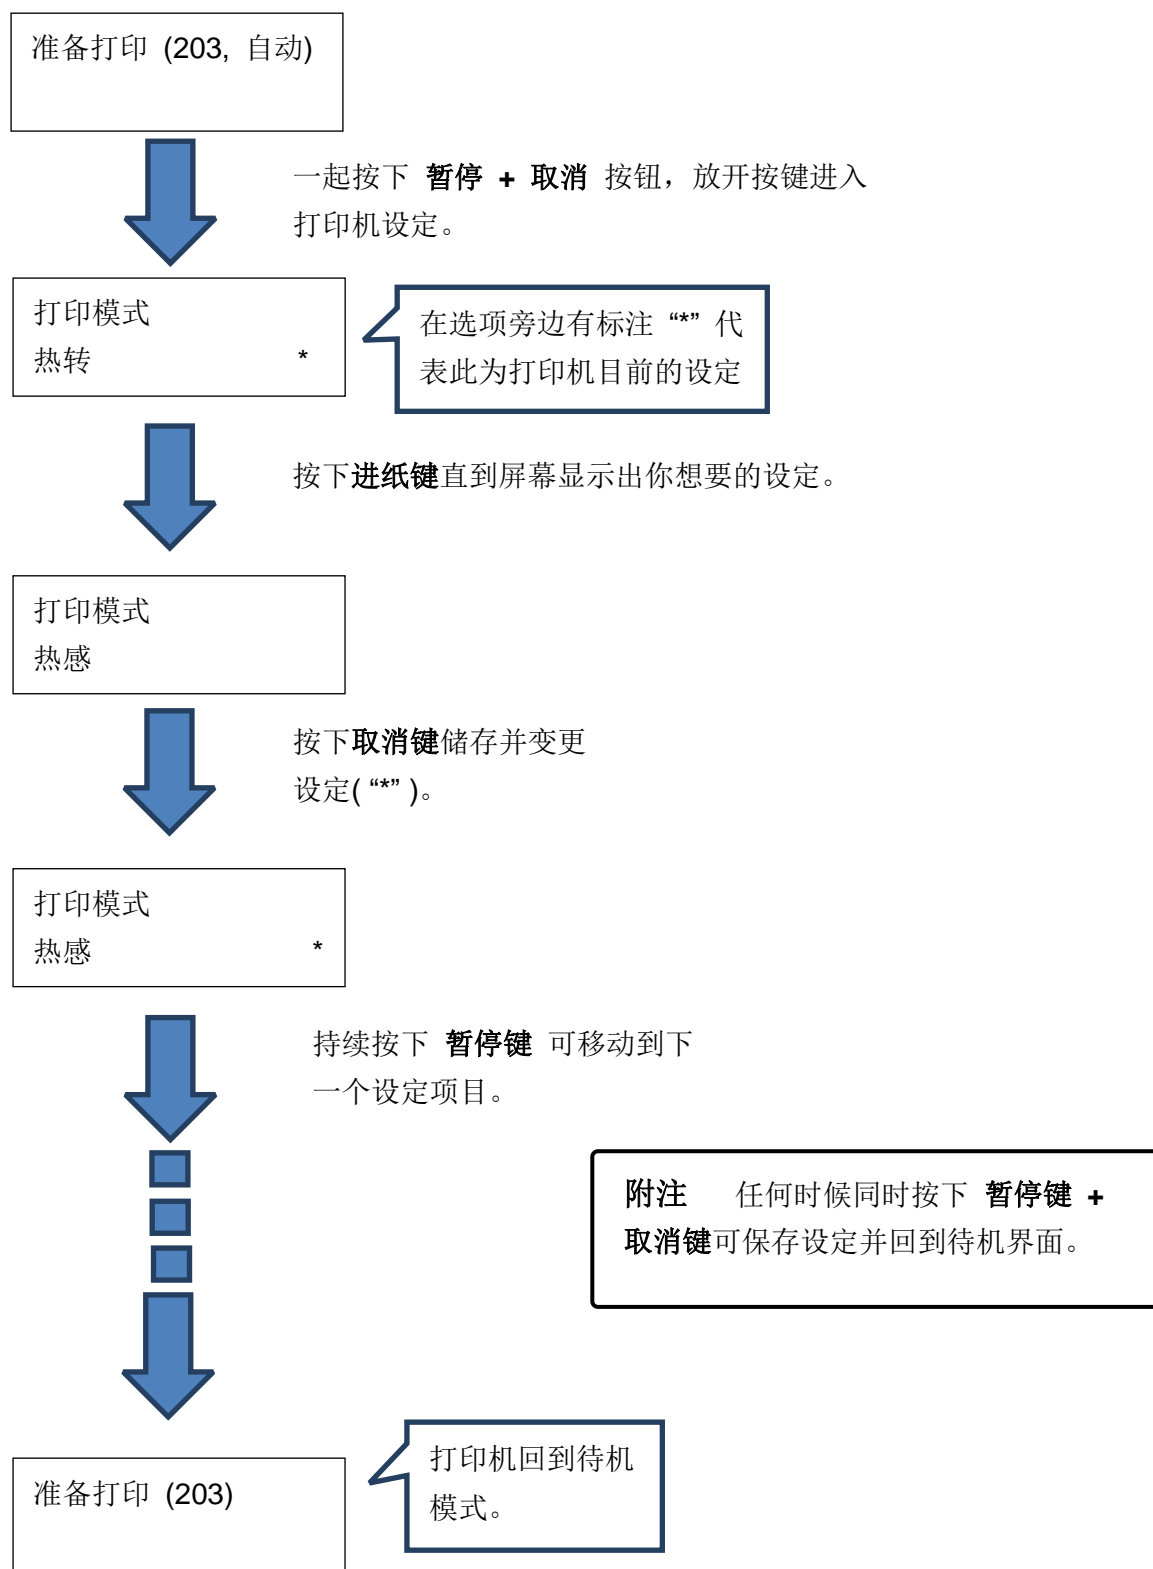 准备打印 (203, 自动)
一起按下 暂停 + 取消 按钮，放开按键进入
打印机设定。
打印模式
热转 *
在选项旁边有标注 “*” 代
表此为打印机目前的设定
按下进纸键直到屏幕显示出你想要的设定。
打印模式
热感
按下取消键储存并变更
设定( “*” )。
打印模式
热感 *
持续按下 暂停键 可移动到下
一个设定项目。
附注 任何时候同时按下 暂停键 +
取消键可保存设定并回到待机界面。
打印机回到待机
模式。
准备打印 (203)